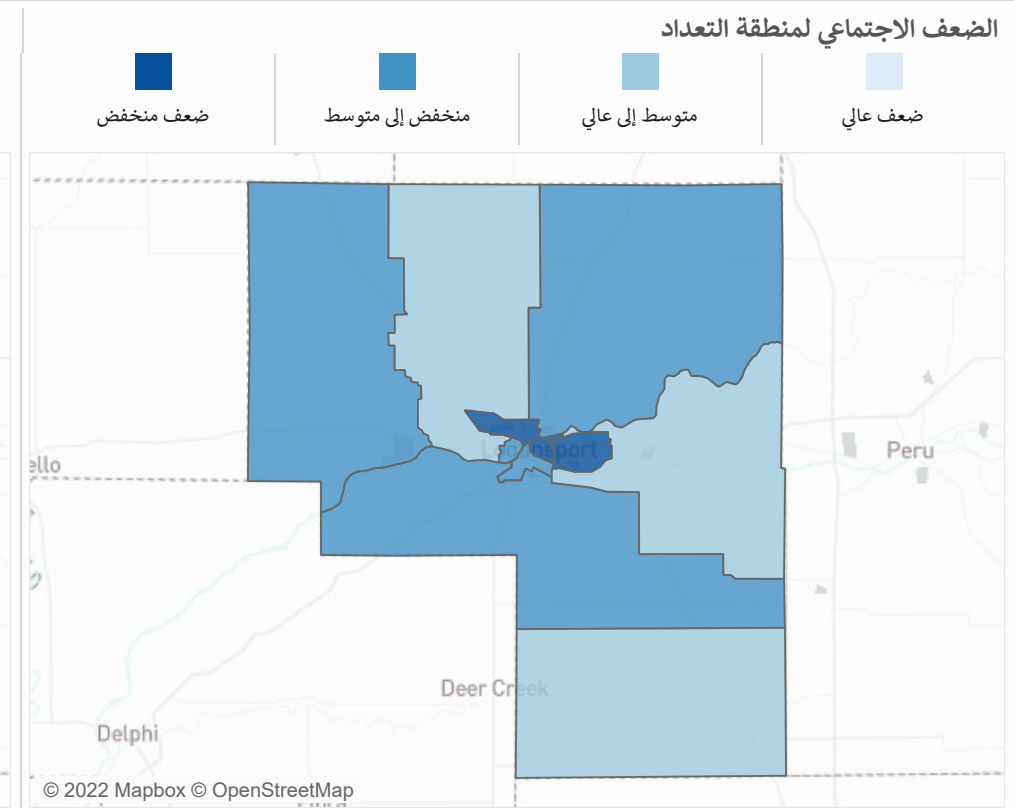 الضعف الاجتماعي لمنطقة التعداد
ضعف عالي
متوسط إلى عالي
منخفض إلى متوسط
ضعف منخفض
Logansport
Peru
ello
Deer Creek
Delphi
© 2022 Mapbox © OpenStreetMap